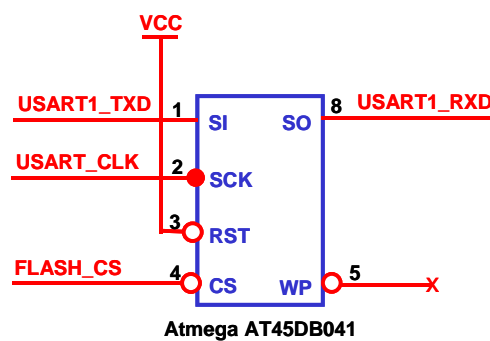 VCC
USART1_TXD 1 SI SO 8 USART1_RXD
USART_CLK 2 SCK
3 RST
FLASH_CS 4 CS WP 5 X
Atmega AT45DB041